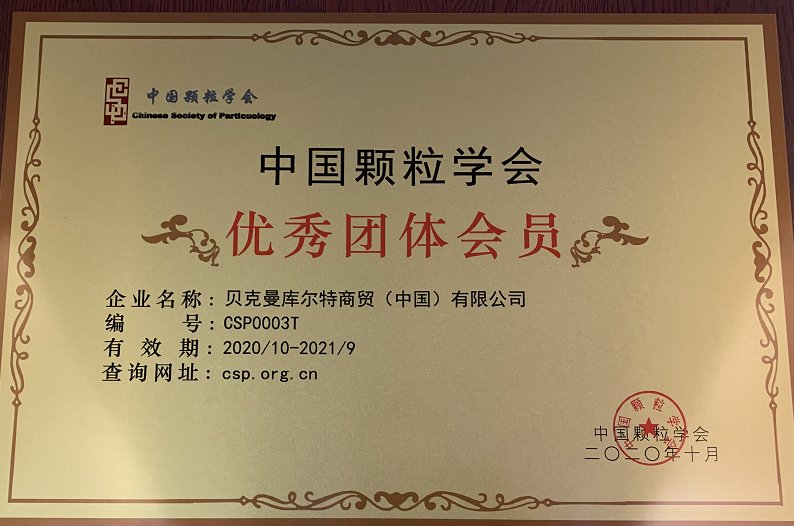 中国颗粒学会
Chinese Society of Particuology
中国颗粒学会
优秀团体会员
企业名称：贝克曼库尔特商贸（中国）有限公司
编号：CSP0003T
有效期：2020/10-2021/9
查询网址：csp.org.cn
中国颗粒学会
中国颗粒学会
二〇二〇年十月